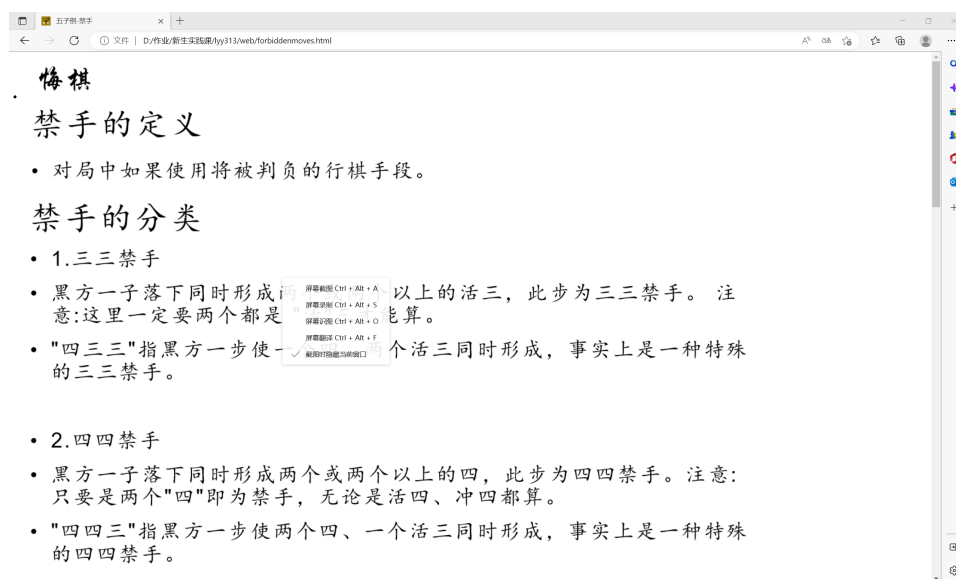 五子棋-禁手
文件 | D:/作业/新生实践课/lyy313/web/forbiddenmoves.html
悔棋
禁手的定义
• 对局中如果使用将被判负的行棋手段。
禁手的分类
• 1.三三禁手
• 黑方一子落下同时形成两 以上的活三，此步为三三禁手。 注
意:这里一定要两个都是 能算。
• "四三三"指黑方一步使一 个活三同时形成，事实上是一种特殊
的三三禁手。
屏幕截图 Ctrl + Alt + A
屏幕录制 Ctrl + Alt + S
屏幕识图 Ctrl + Alt + O
屏幕翻译 Ctrl + Alt + F
✓ 截图时隐藏当前窗口
• 2.四四禁手
• 黑方一子落下同时形成两个或两个以上的四，此步为四四禁手。注意:
只要是两个"四"即为禁手，无论是活四、冲四都算。
• "四四三"指黑方一步使两个四、一个活三同时形成，事实上是一种特殊
的四四禁手。